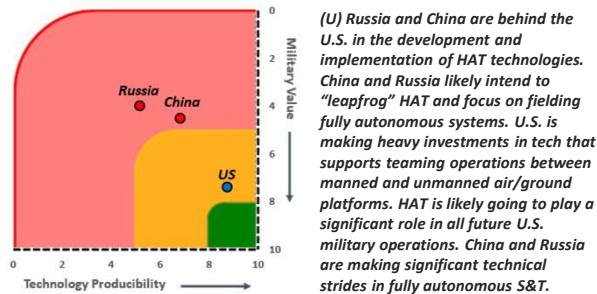 0
2
4
6
8
10
Military Value
Russia
China
US
0
2
4
6
8
10
Technology Producibility
(U) Russia and China are behind the
U.S. in the development and
implementation of HAT technologies.
China and Russia likely intend to
“leapfrog” HAT and focus on fielding
fully autonomous systems. U.S. is
making heavy investments in tech that
supports teaming operations between
manned and unmanned air/ground
platforms. HAT is likely going to play a
significant role in all future U.S.
military operations. China and Russia
are making significant technical
strides in fully autonomous S&T.